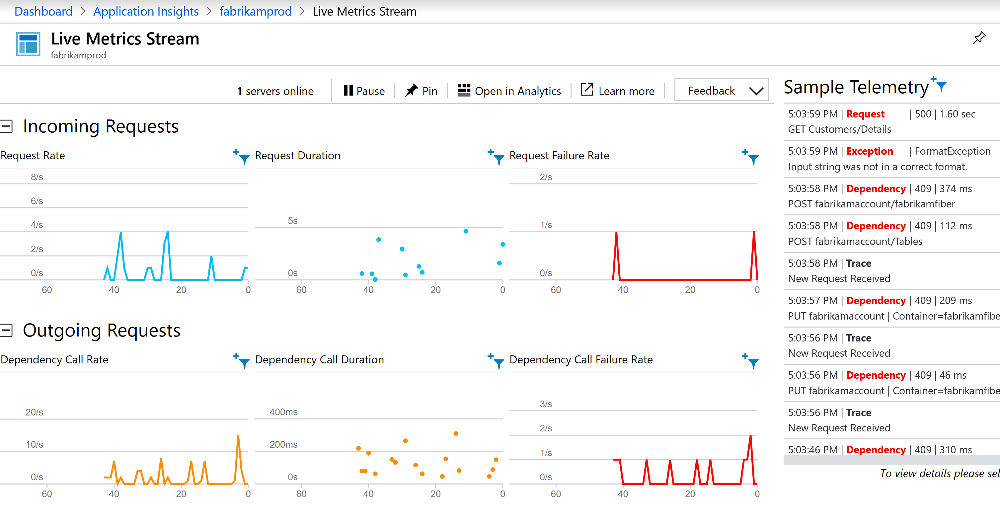 Dashboard > Application Insights > fabrikamprod > Live Metrics Stream
Live Metrics Stream
fabrikamprod
1 servers online
Pause
Pin
Open in Analytics
Learn more
Feedback
Incoming Requests
Request Rate
8/s
6/s
4/s
2/s
0/s
60 40 20 0
Request Duration
5s
0s
60 40 20 0
Request Failure Rate
2/s
1/s
0/s
60 40 20 0
Outgoing Requests
Dependency Call Rate
20/s
10/s
0/s
60 40 20 0
Dependency Call Duration
400ms
200ms
0s
60 40 20 0
Dependency Call Failure Rate
3/s
2/s
1/s
0/s
60 40 20 0
Sample Telemetry
5:03:59 PM | Request | 500 | 1.60 sec
GET Customers/Details
5:03:59 PM | Exception | FormatException
Input string was not in a correct format.
5:03:58 PM | Dependency | 409 | 374 ms
POST fabrikamaccount/fabrikamfiber
5:03:58 PM | Dependency | 409 | 112 ms
POST fabrikamaccount/Tables
5:03:58 PM | Trace
New Request Received
5:03:57 PM | Dependency | 409 | 209 ms
PUT fabrikamaccount | Container=fabrikamfibe
5:03:56 PM | Trace
New Request Received
5:03:56 PM | Dependency | 409 | 46 ms
PUT fabrikamaccount | Container=fabrikamfibe
5:03:56 PM | Trace
New Request Received
5:03:46 PM | Dependency | 409 | 310 ms
To view details please sel